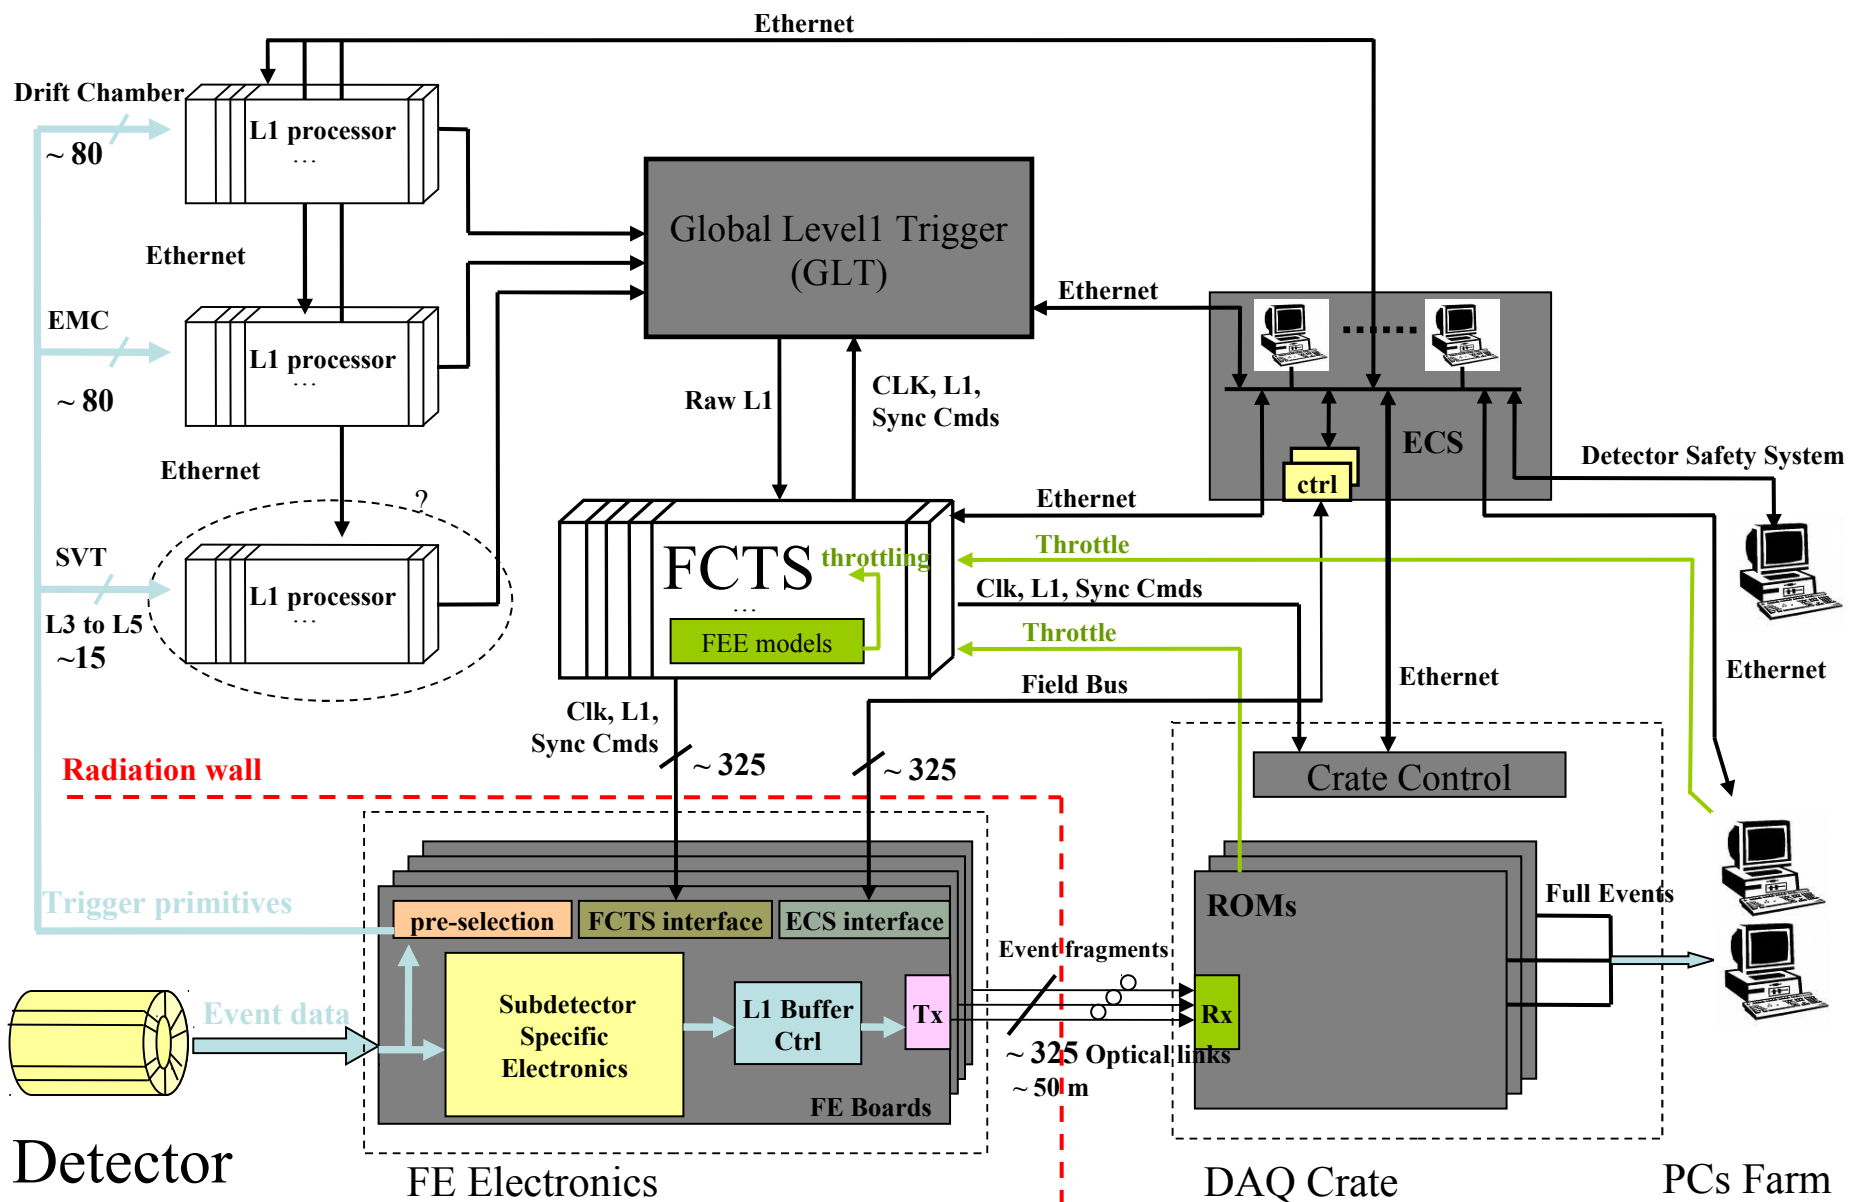 Ethernet
Drift Chamber
~ 80
L1 processor
...
Ethernet
EMC
~ 80
L1 processor
...
Ethernet
?
SVT
L3 to L5
~15
L1 processor
...
Global Level1 Trigger
(GLT)
Raw L1
CLK, L1,
Sync Cmds
Ethernet
ECS
ctrl
Detector Safety System
Ethernet
FCTS
throttling
...
FEE models
Throttle
Clk, L1, Sync Cmds
Throttle
Field Bus
Ethernet
Ethernet
Clk, L1,
Sync Cmds
~ 325
~ 325
Radiation wall
Crate Control
Trigger primitives
pre-selection
FCTS interface
ECS interface
ROMs
Full Events
Event fragments
Event data
Subdetector
Specific
Electronics
L1 Buffer
Ctrl
Tx
Rx
~ 325 Optical links
~ 50 m
FE Boards
Detector
FE Electronics
DAQ Crate
PCs Farm